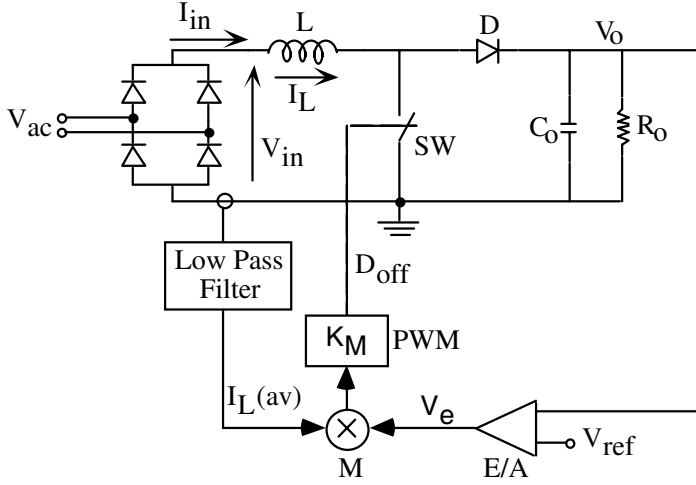 I_in
L
D
V_o
I_L
V_ac
V_in
SW
C_o
R_o
Low Pass
Filter
D_off
K_M
PWM
I_L(av)
V_e
M
E/A
V_ref